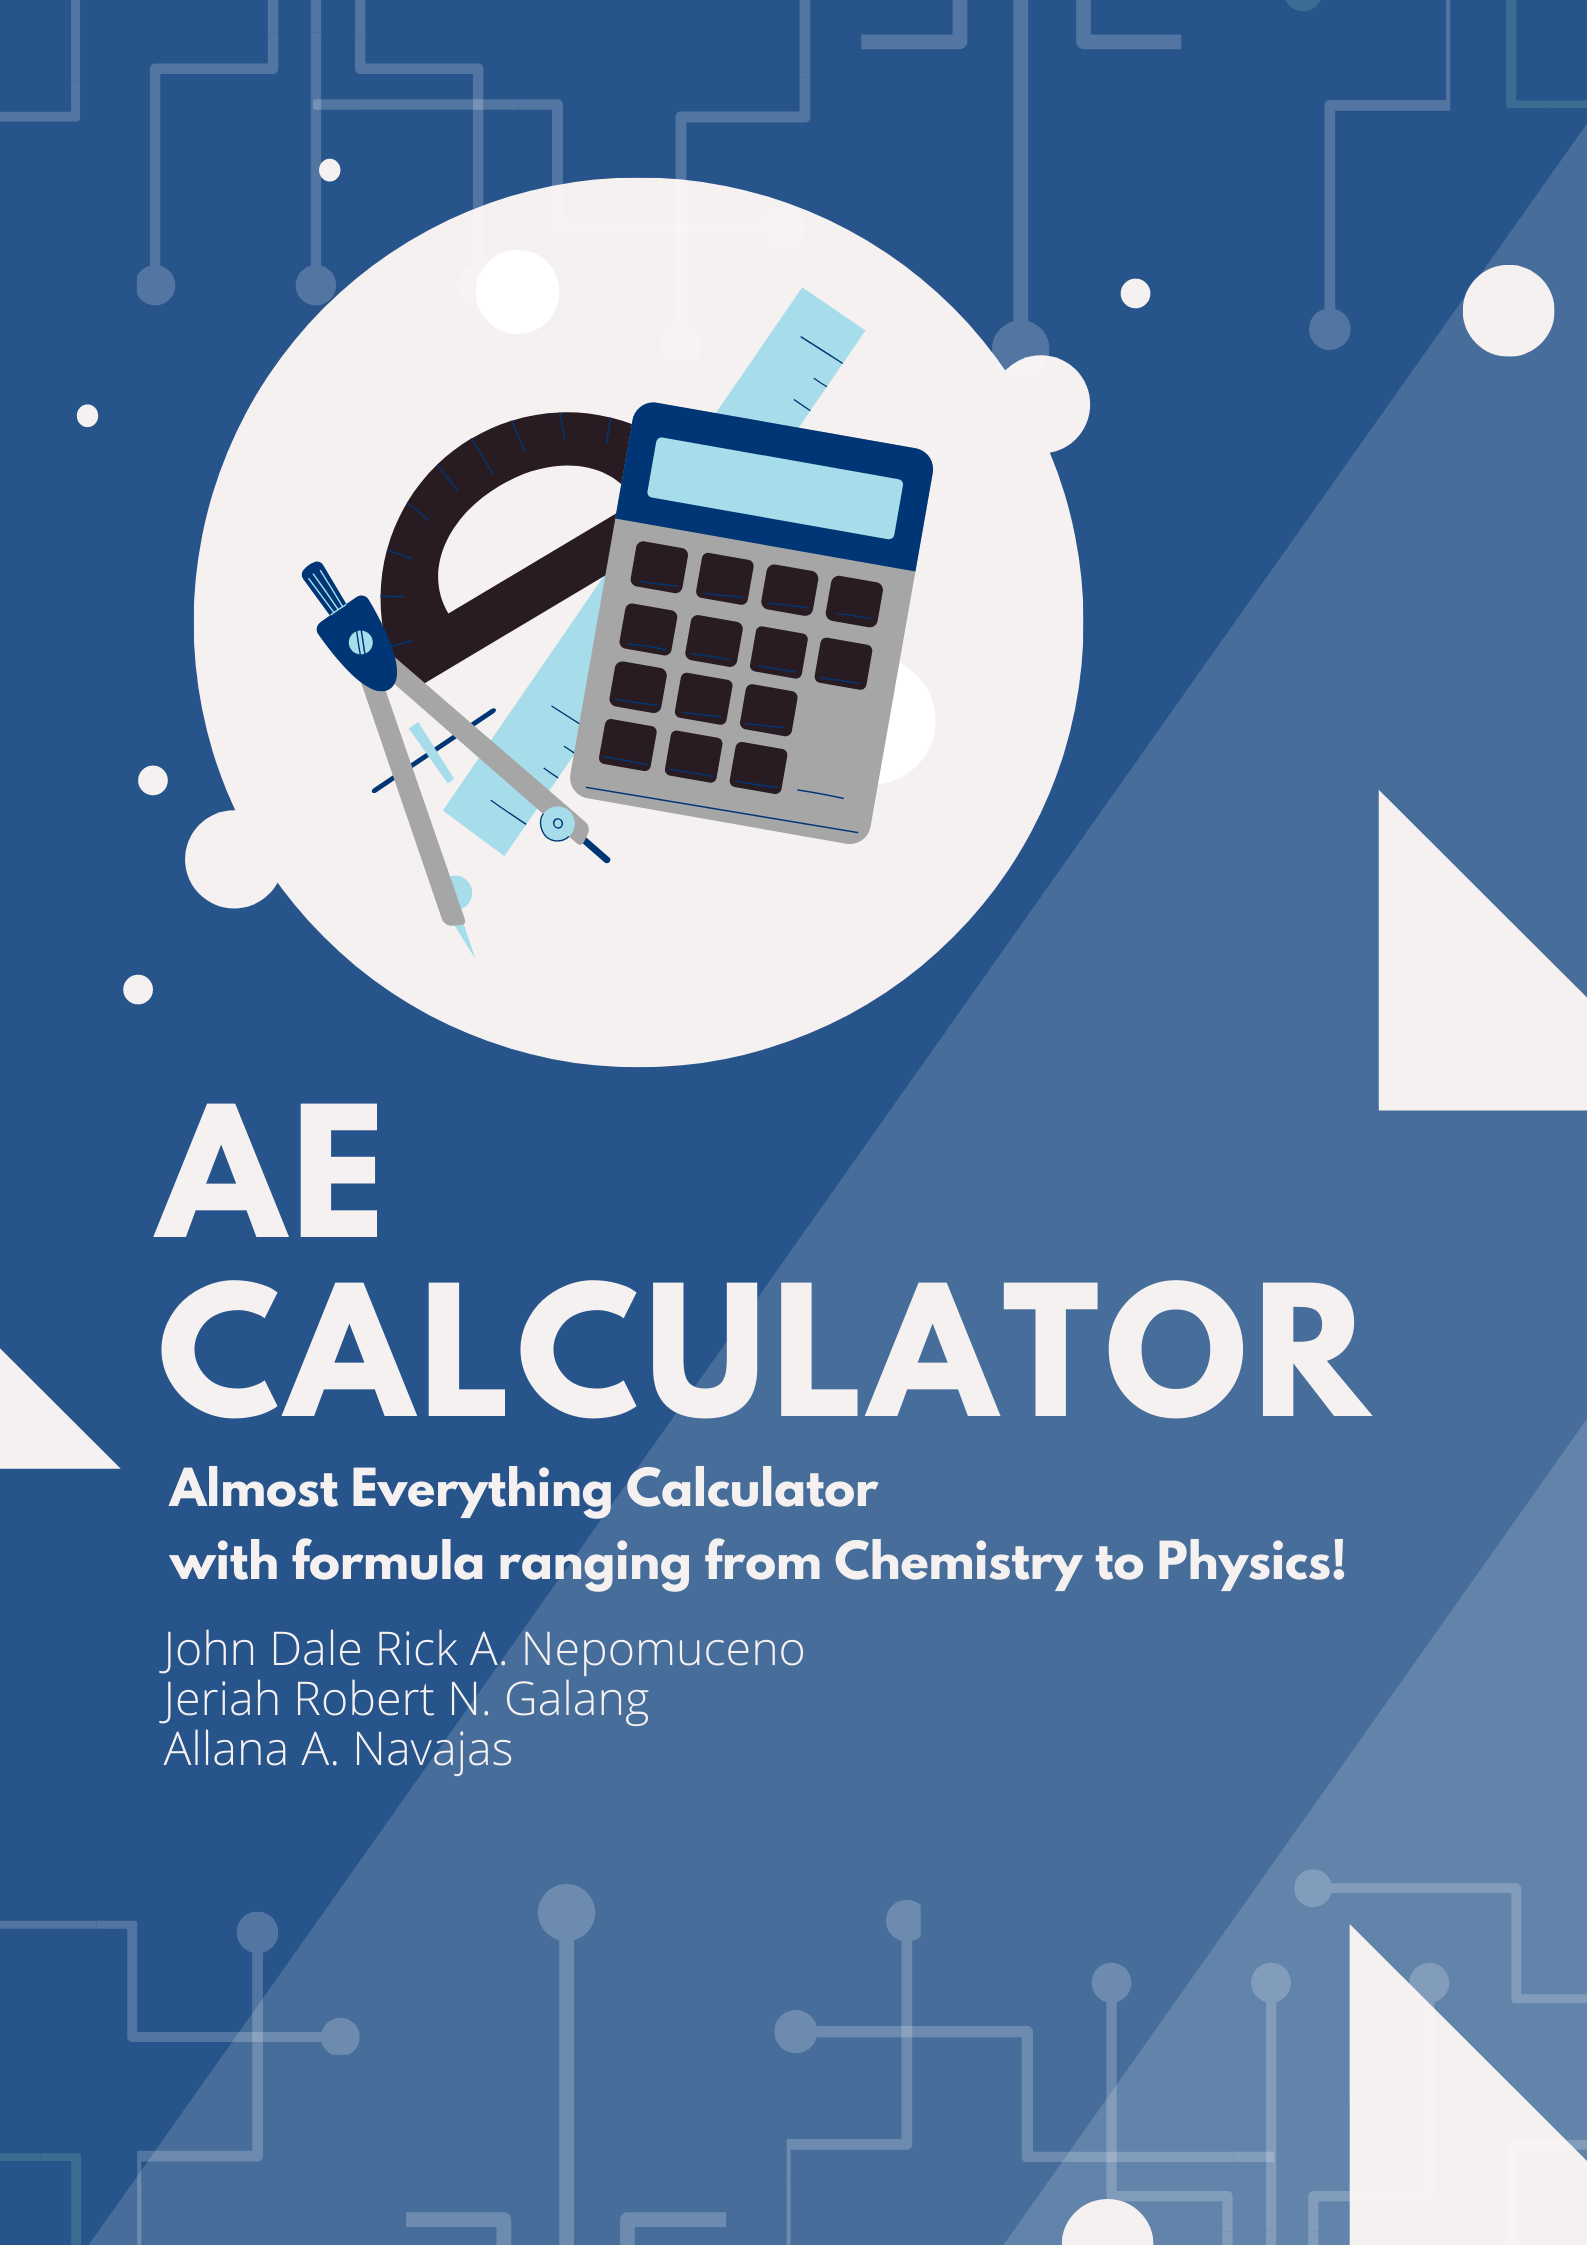 AE
CALCULATOR
Almost Everything Calculator
with formula ranging from Chemistry to Physics!
John Dale Rick A. Nepomuceno
Jeriah Robert N. Galang
Allana A. Navajas